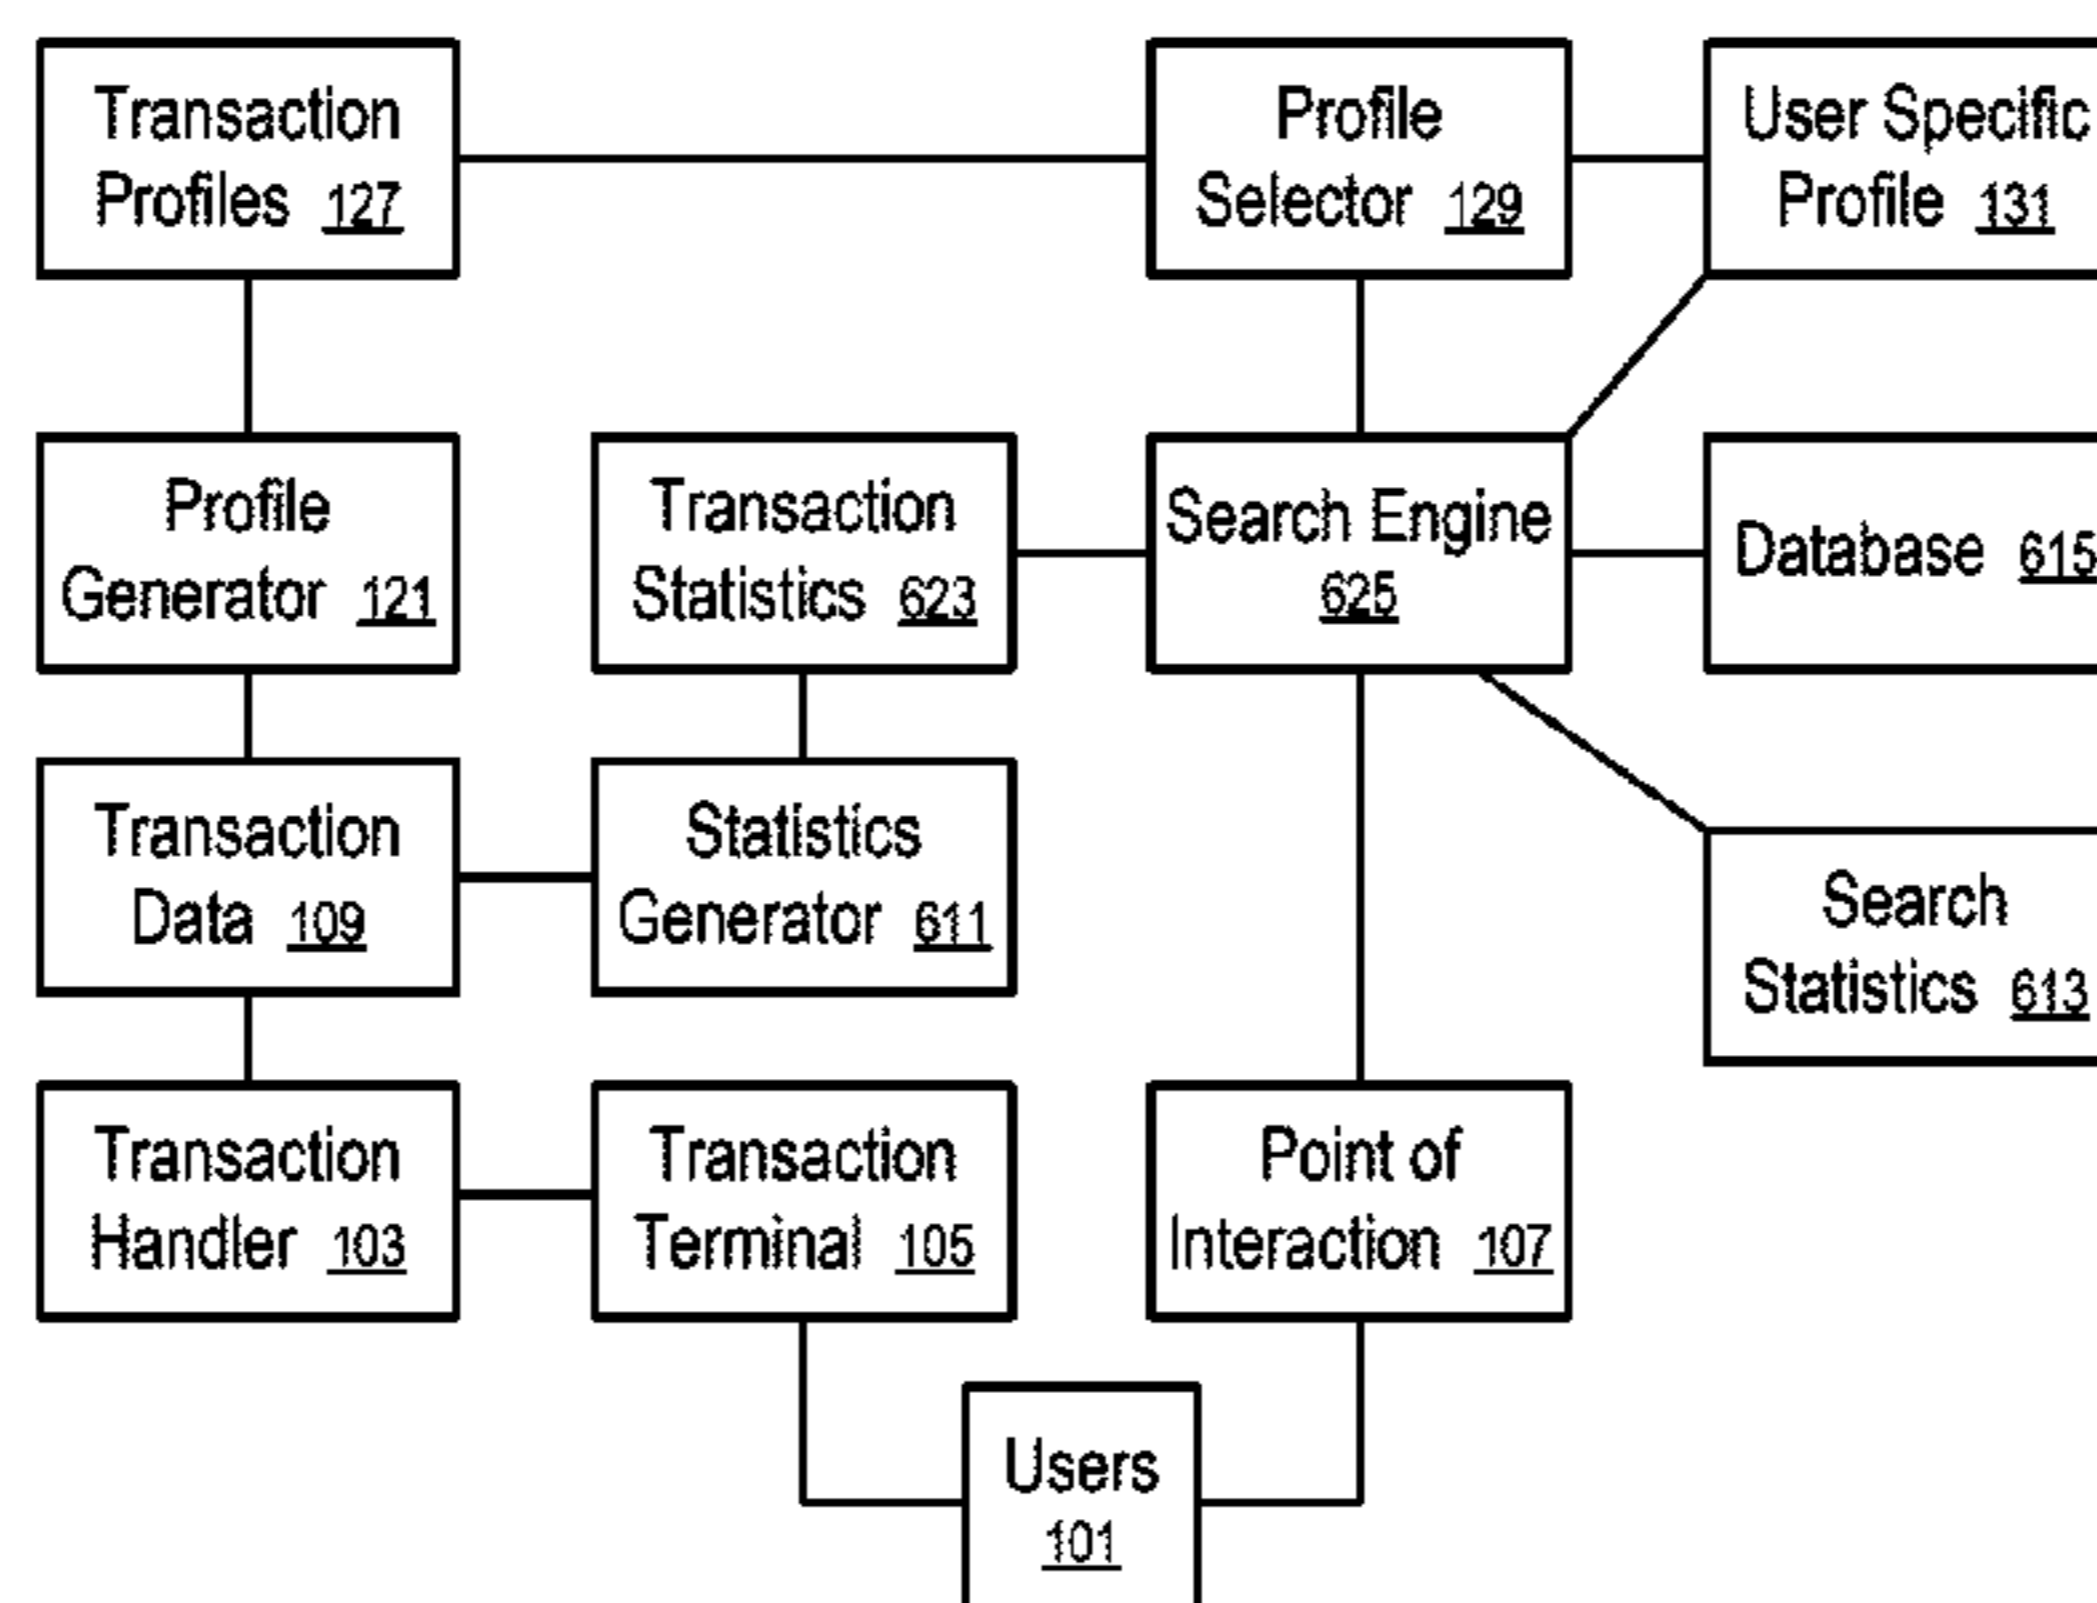 Transaction
Profiles 127
Profile
Selector 129
User Specific
Profile 131
Profile
Generator 121
Transaction
Statistics 623
Search Engine
625
Database 615
Transaction
Data 109
Statistics
Generator 611
Search
Statistics 613
Transaction
Handler 103
Transaction
Terminal 105
Point of
Interaction 107
Users
101